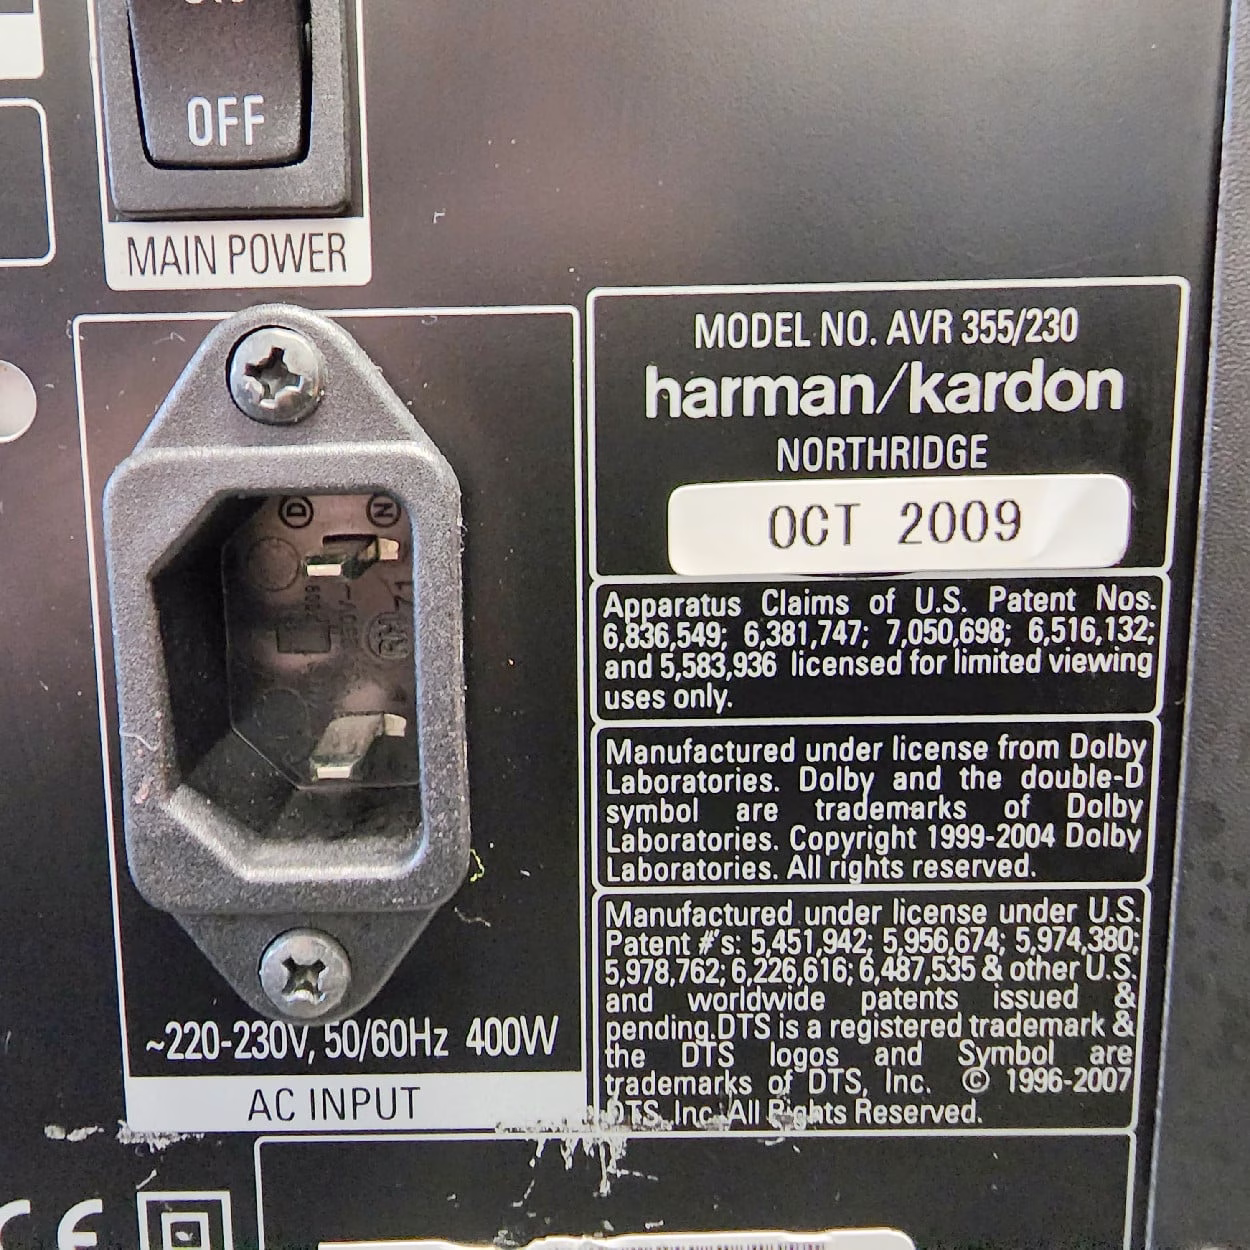 OFF
MAIN POWER
MODEL NO. AVR 355/230
harman/kardon
NORTHRIDGE
OCT 2009
Apparatus Claims of U.S. Patent Nos.
6,836,549; 6,381,747; 7,050,698; 6,516,132;
and 5,583,936 licensed for limited viewing
uses only.
Manufactured under license from Dolby
Laboratories. Dolby and the double-D
symbol are trademarks of Dolby
Laboratories. Copyright 1999-2004 Dolby
Laboratories. All rights reserved.
Manufactured under license under U.S.
Patent #'s: 5,451,942; 5,956,674; 5,974,380;
5,978,762; 6,226,616; 6,487,535 & other U.S.
and worldwide patents issued &
pending.DTS is a registered trademark &
the DTS logos and Symbol are
trademarks of DTS, Inc. © 1996-2007
DTS, Inc. All Rights Reserved.
D N
~220-230V, 50/60Hz 400W
AC INPUT
CE